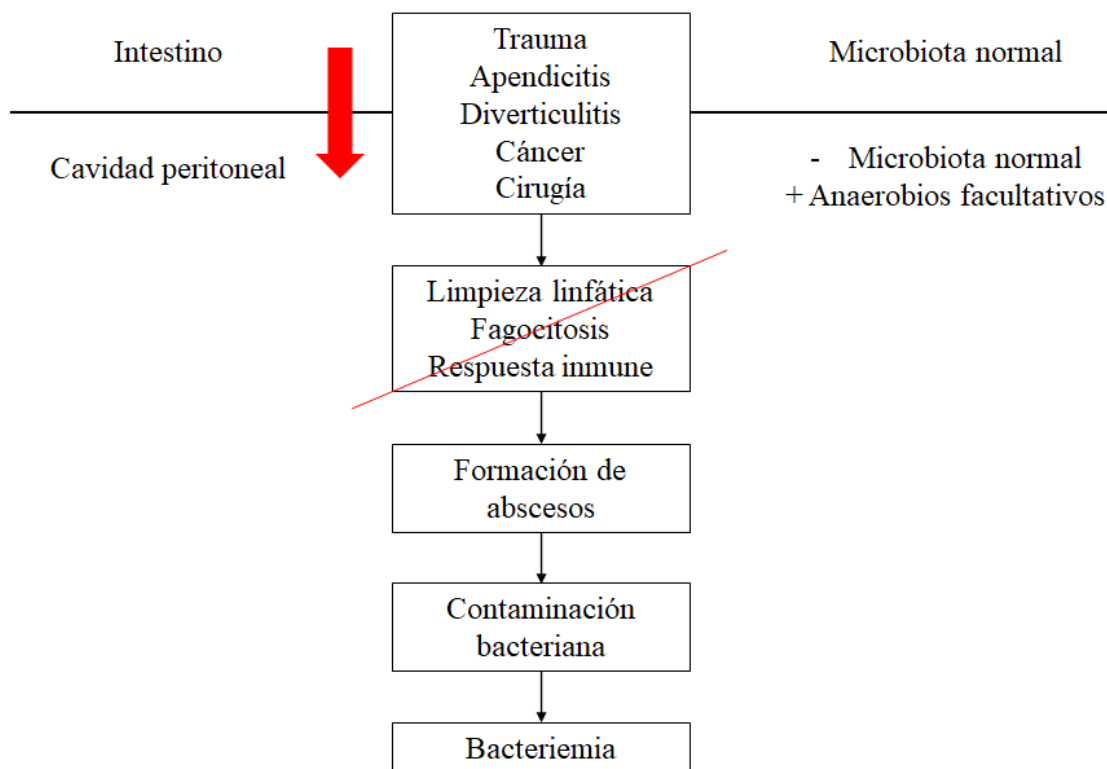 Intestino
Trauma
Apendicitis
Diverticulitis
Cáncer
Cirugía
Microbiota normal
Cavidad peritoneal
- Microbiota normal
+ Anaerobios facultativos
Limpieza linfática
Fagocitosis
Respuesta inmune
Formación de
abscesos
Contaminación
bacteriana
Bacteriemia